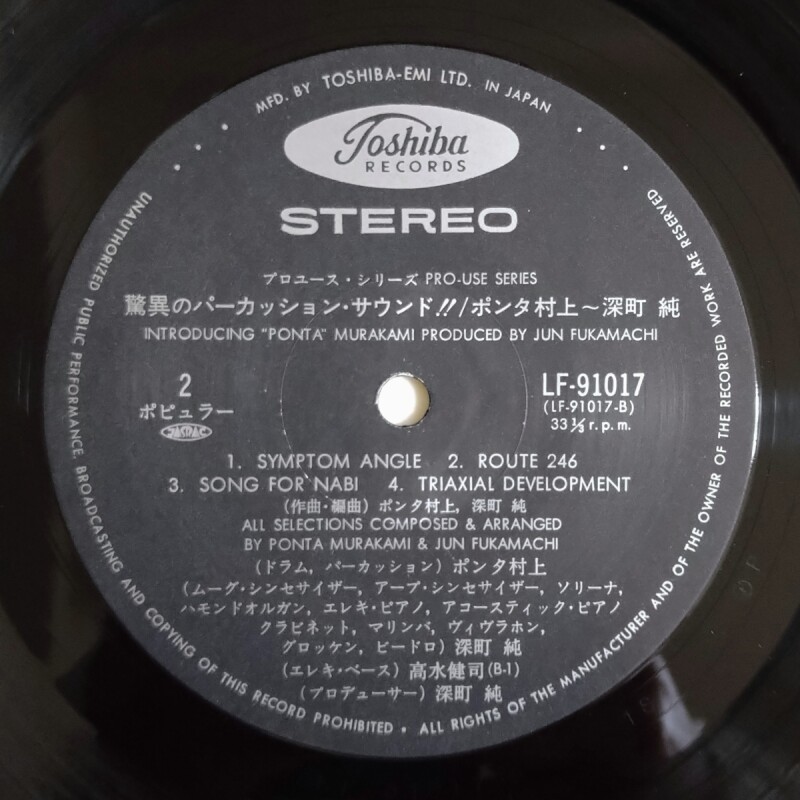 MFD. BY TOSHIBA-EMI LTD. IN JAPAN
Toshiba
RECORDS
STEREO
プロユース・シリーズ PRO-USE SERIES
驚異のパーカッション・サウンド!!/ポンタ村上〜深町 純
INTRODUCING "PONTA" MURAKAMI PRODUCED BY JUN FUKAMACHI
2
ポピュラー
JASRAC
LF-91017
(LF-91017-B)
33 1/3 r.p.m.
1. SYMPTOM ANGLE 2. ROUTE 246
3. SONG FOR NABI 4. TRIAXIAL DEVELOPMENT
(作曲・編曲) ポンタ村上, 深町 純
ALL SELECTIONS COMPOSED & ARRANGED
BY PONTA MURAKAMI & JUN FUKAMACHI
(ドラム, パーカッション) ポンタ村上
(ムーグ・シンセサイザー, アープ・シンセサイザー, ソリーナ,
ハモンドオルガン, エレキ・ピアノ, アコースティック・ピアノ
クラビネット, マリンバ, ヴィヴラホン,
グロッケン, ビードロ) 深町 純
(エレキ・ベース) 高水健司(B-1)
(プロデューサー) 深町 純
UNAUTHORIZED PUBLIC PERFORMANCE, BROADCASTING AND COPYING OF THIS RECORD PROHIBITED • ALL RIGHTS OF THE MANUFACTURER AND OF THE OWNER OF THE RECORDED WORK ARE RESERVED